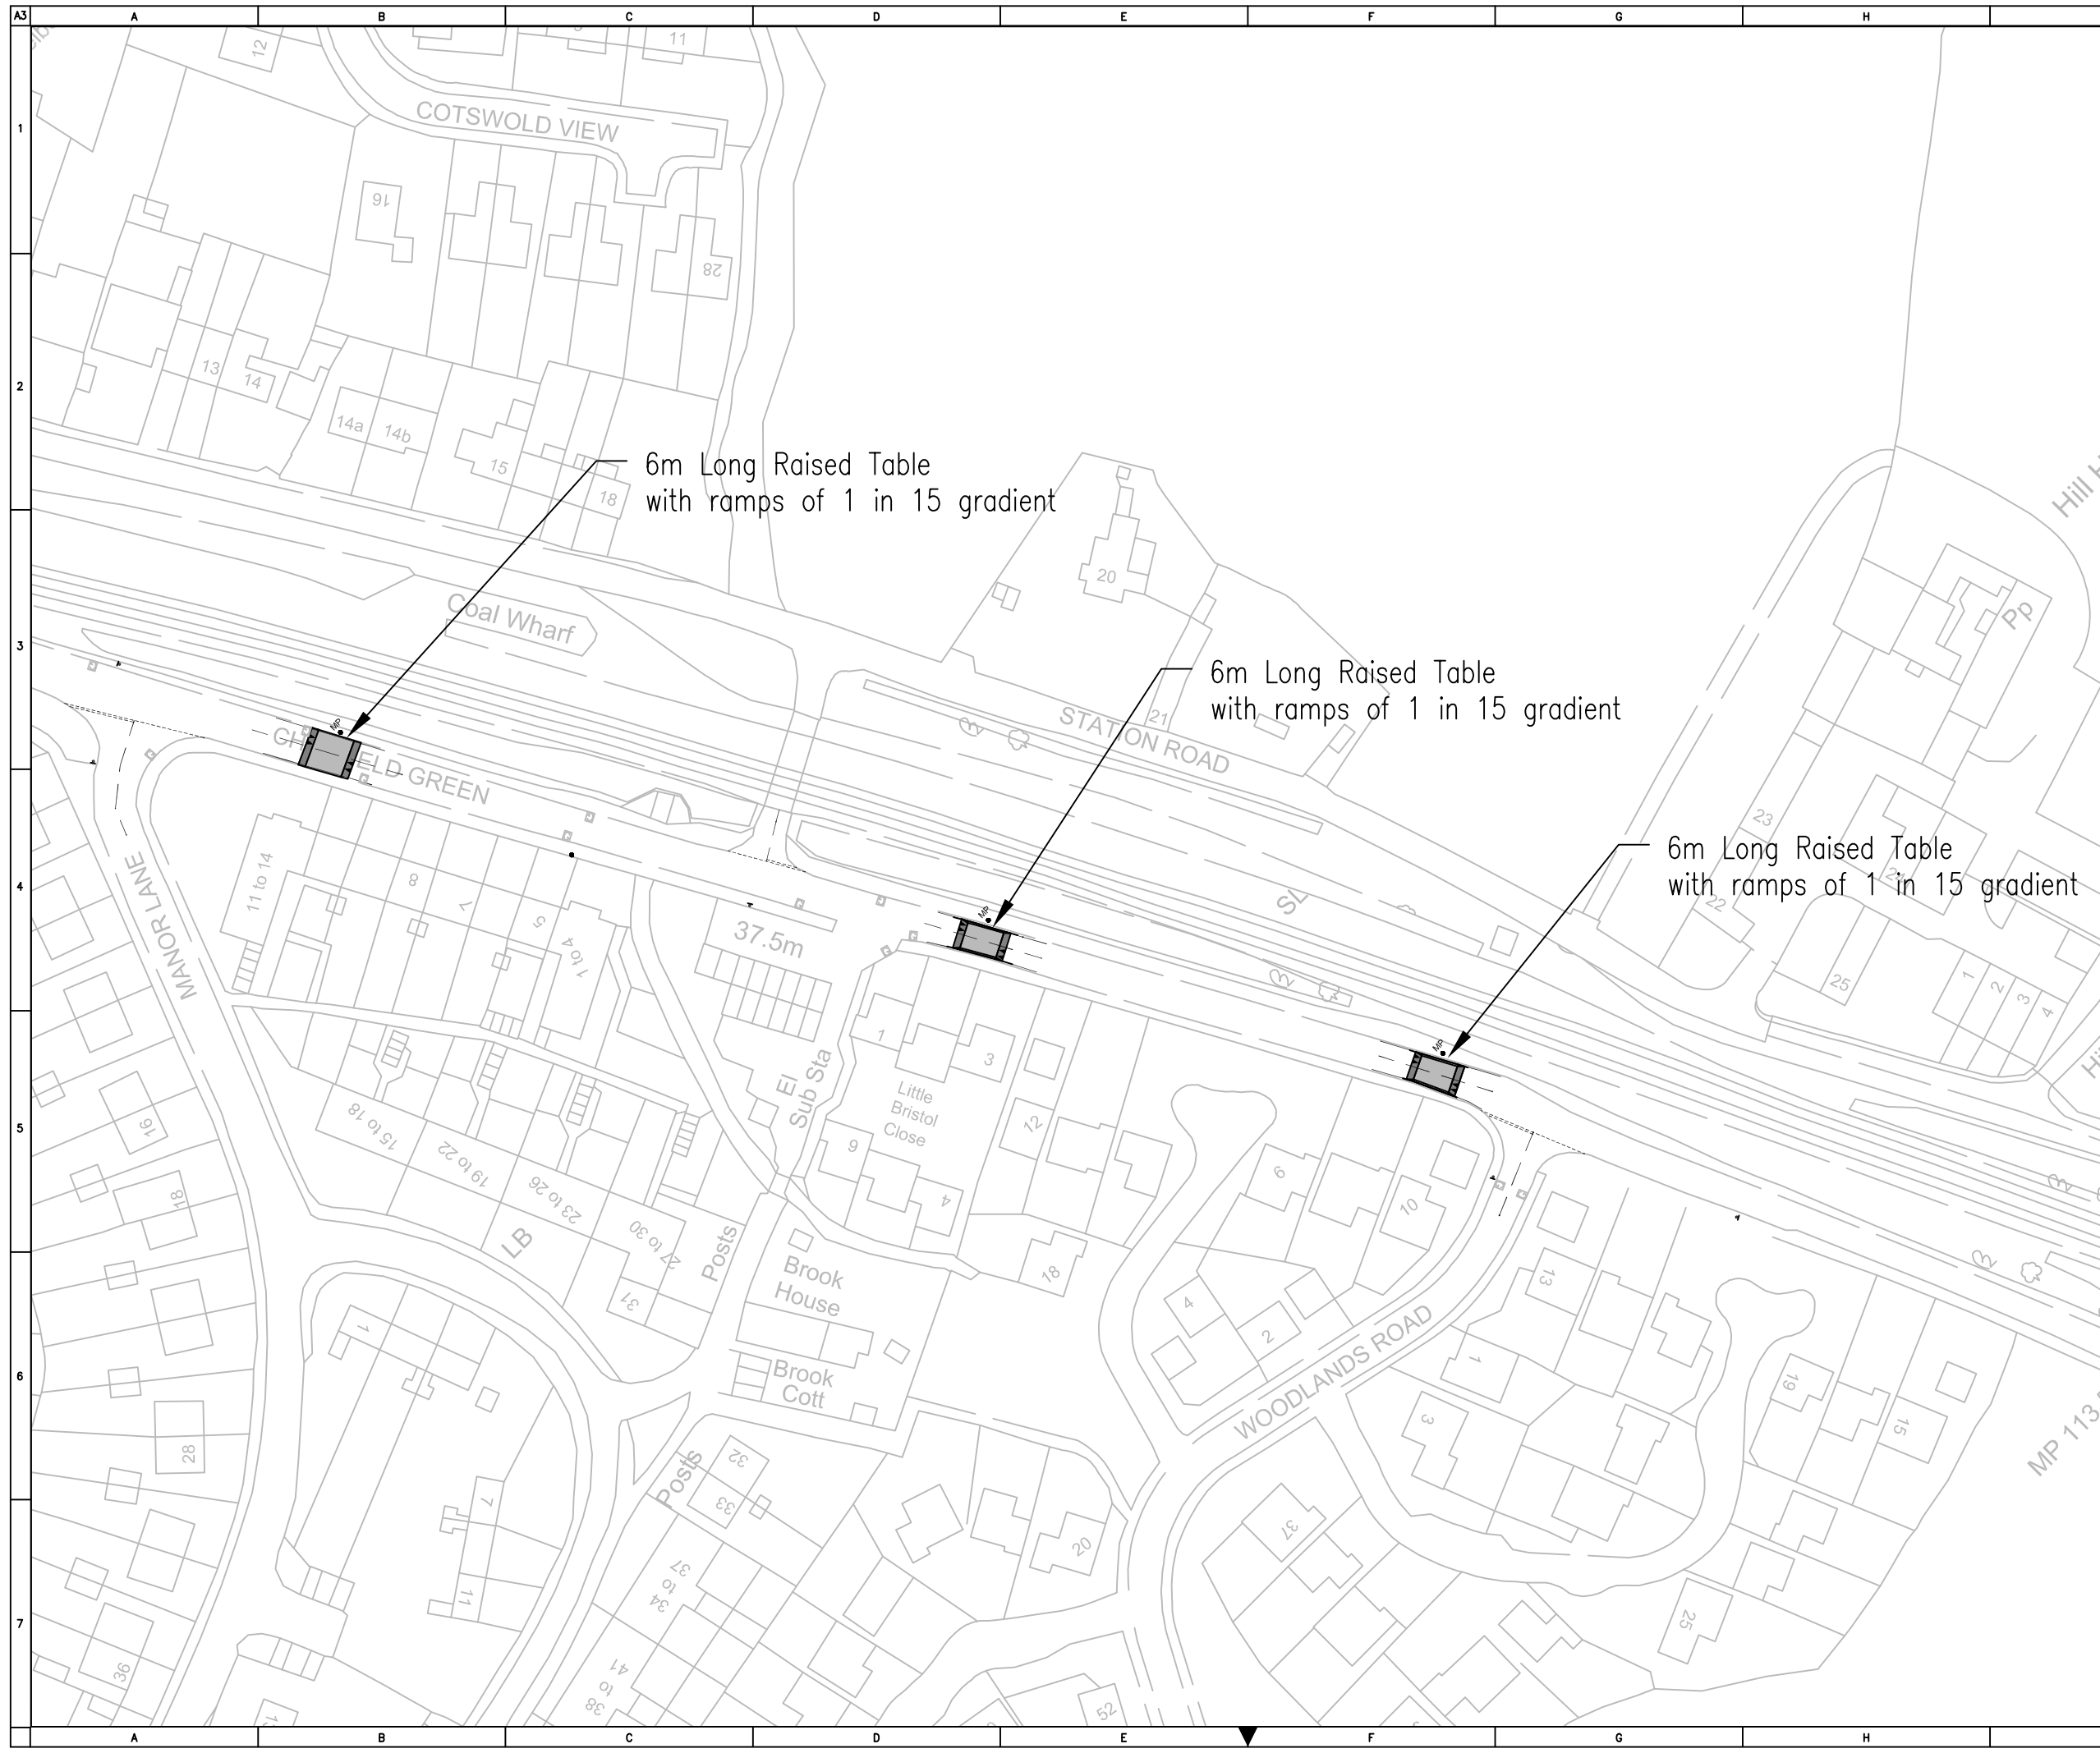 A3
A
B
C
D
E
F
G
H
12
11
COTSWOLD VIEW
1
16
28
2
13
14
14a
14b
15
18
6m Long Raised Table
with ramps of 1 in 15 gradient
20
Hill
Coal Wharf
Pp
3
6m Long Raised Table
with ramps of 1 in 15 gradient
STATION ROAD
21
MP
ELD GREEN
23
6m Long Raised Table
with ramps of 1 in 15 gradient
24
22
4
MANOR LANE
11 to 14
8
7
5
1 to 4
37.5m
MP
SL
25
1
2
3
4
1
3
MP
El
Sub Sta
Little
Bristol
Close
5
16
18
15 to 18
19 to 22
23 to 26
27 to 30
31
LB
Posts
9
4
12
18
Brook
House
6
10
4
2
13
1
WOODLANDS ROAD
6
1
28
Brook
Cott
3
19
15
MP 113
Posts
32
33
7
11
20
37
34
to
37
7
36
38
to
41
52
25
A
B
C
D
E
F
G
H